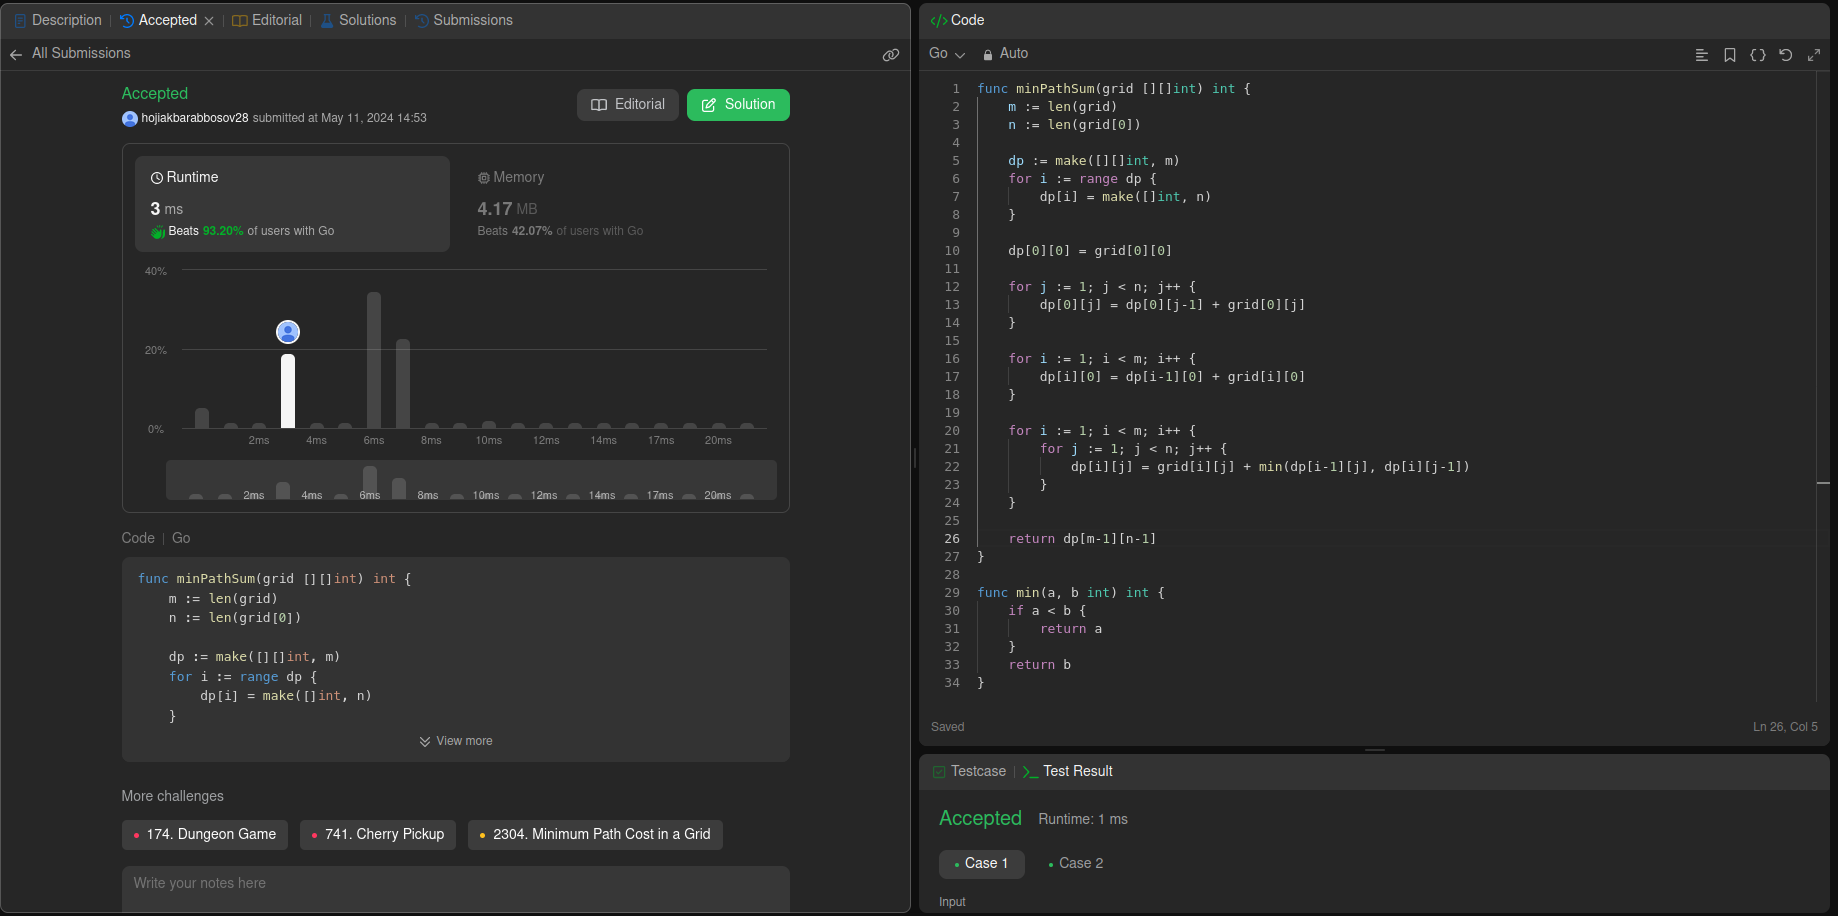 Description | Accepted × | Editorial | Solutions | Submissions
All Submissions
Accepted
hojiakbarabbosov28 submitted at May 11, 2024 14:53
Editorial
Solution
Runtime
3 ms
Beats 93.20% of users with Go
Memory
4.17 MB
Beats 42.07% of users with Go
40%
20%
0%
2ms 4ms 6ms 8ms 10ms 12ms 14ms 17ms 20ms
2ms 4ms 6ms 8ms 10ms 12ms 14ms 17ms 20ms
Code | Go
func minPathSum(grid [][]int) int {
    m := len(grid)
    n := len(grid[0])
    dp := make([][]int, m)
    for i := range dp {
        dp[i] = make([]int, n)
    }
View more
More challenges
174. Dungeon Game
741. Cherry Pickup
2304. Minimum Path Cost in a Grid
Write your notes here
</> Code
Go
Auto
1 func minPathSum(grid [][]int) int {
2     m := len(grid)
3     n := len(grid[0])
4
5     dp := make([][]int, m)
6     for i := range dp {
7         dp[i] = make([]int, n)
8     }
9
10     dp[0][0] = grid[0][0]
11
12     for j := 1; j < n; j++ {
13         dp[0][j] = dp[0][j-1] + grid[0][j]
14     }
15
16     for i := 1; i < m; i++ {
17         dp[i][0] = dp[i-1][0] + grid[i][0]
18     }
19
20     for i := 1; i < m; i++ {
21         for j := 1; j < n; j++ {
22             dp[i][j] = grid[i][j] + min(dp[i-1][j], dp[i][j-1])
23         }
24     }
25
26     return dp[m-1][n-1]
27 }
28
29 func min(a, b int) int {
30     if a < b {
31         return a
32     }
33     return b
34 }
Saved
Ln 26, Col 5
Testcase | >_ Test Result
Accepted Runtime: 1 ms
Case 1
Case 2
Input